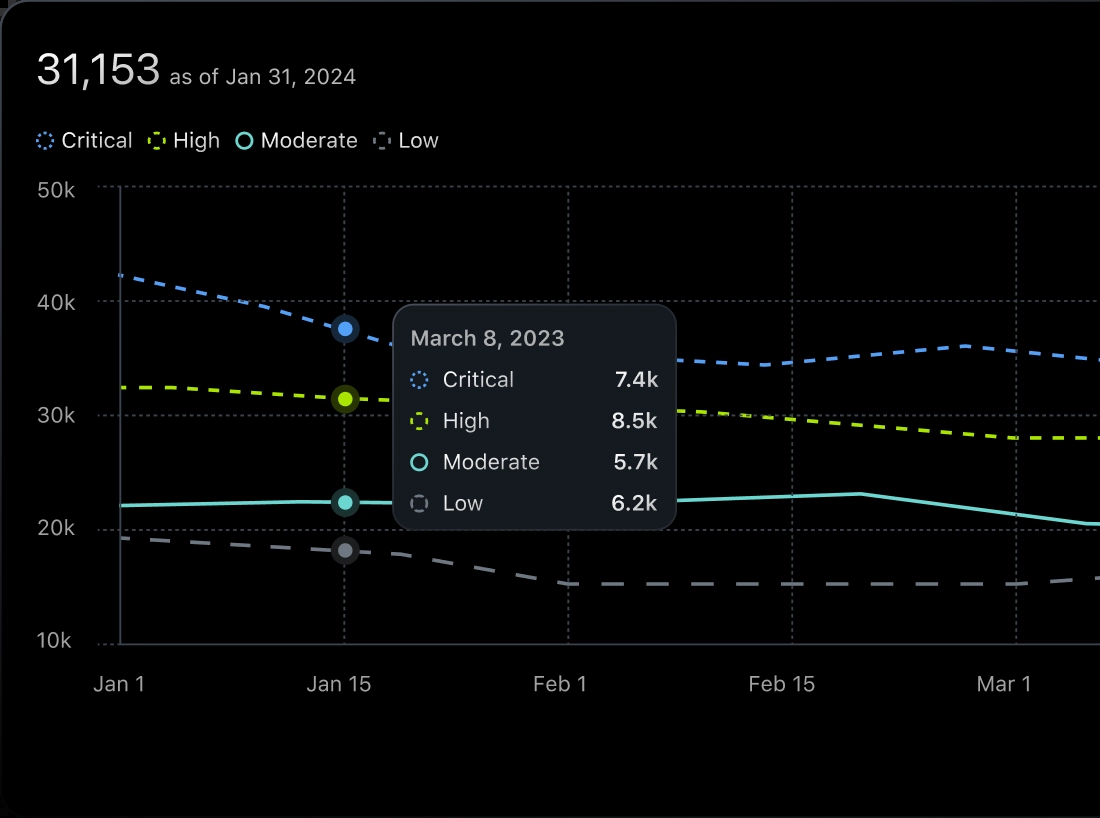 31,153 as of Jan 31, 2024
Critical High Moderate Low
50k
40k
30k
20k
10k
March 8, 2023
Critical 7.4k
High 8.5k
Moderate 5.7k
Low 6.2k
Jan 1 Jan 15 Feb 1 Feb 15 Mar 1